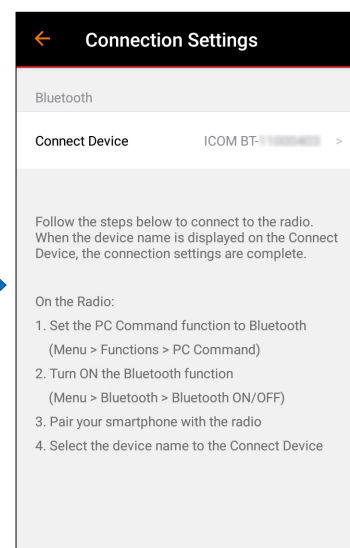 Connection Settings
Bluetooth
Connect Device ICOM BT- >
Follow the steps below to connect to the radio.
When the device name is displayed on the Connect
Device, the connection settings are complete.
On the Radio:
1. Set the PC Command function to Bluetooth
(Menu > Functions > PC Command)
2. Turn ON the Bluetooth function
(Menu > Bluetooth > Bluetooth ON/OFF)
3. Pair your smartphone with the radio
4. Select the device name to the Connect Device